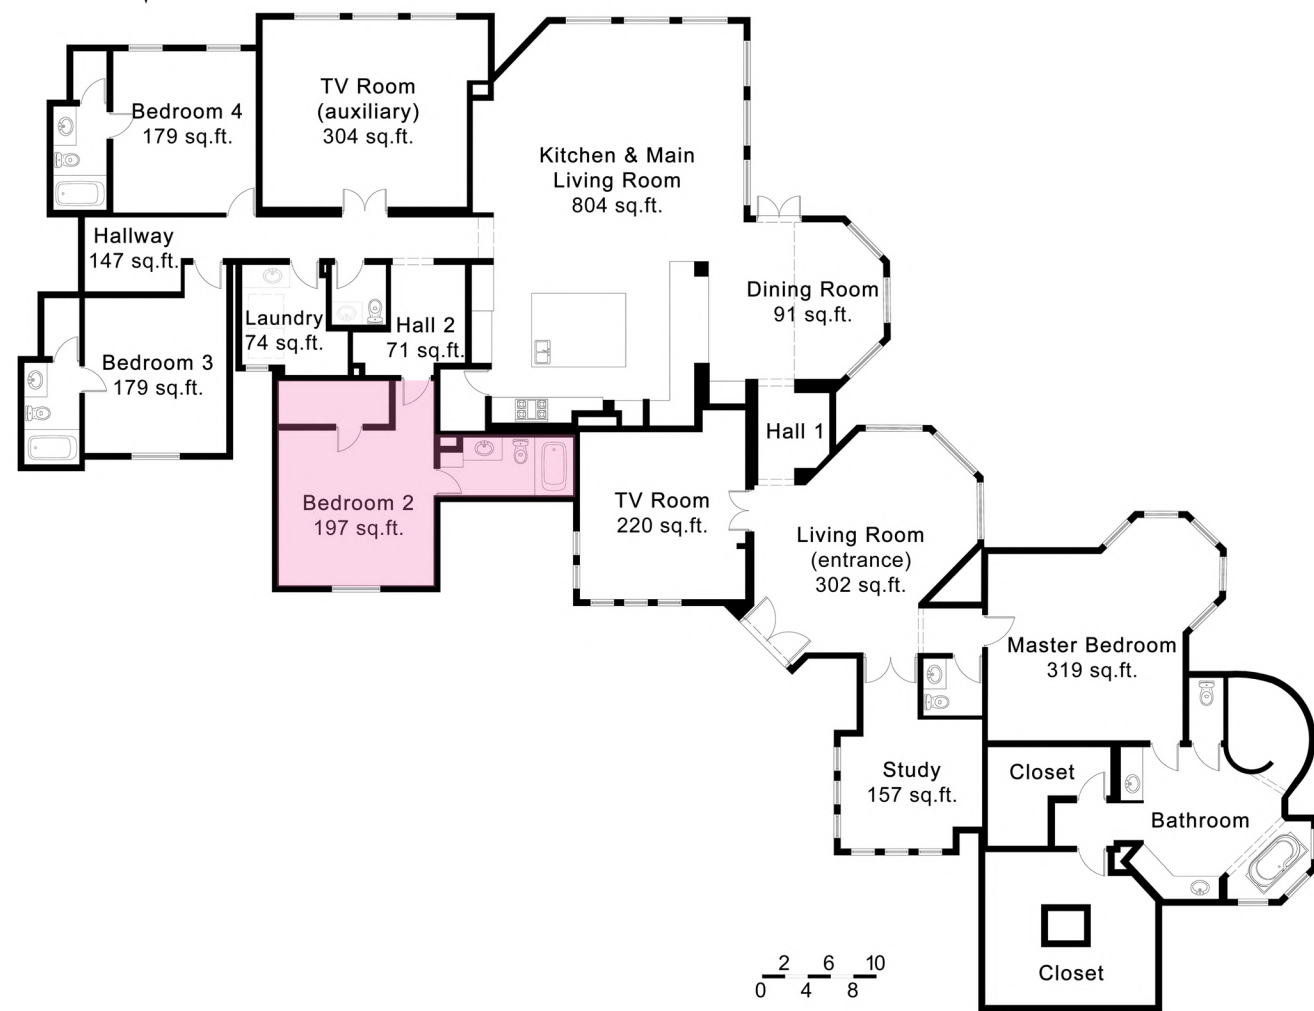 TV Room
(auxiliary)
304 sq.ft.
Bedroom 4
179 sq.ft.
Kitchen & Main
Living Room
804 sq.ft.
Hallway
147 sq.ft.
Dining Room
91 sq.ft.
Laundry
74 sq.ft.
Hall 2
71 sq.ft.
Bedroom 3
179 sq.ft.
Hall 1
Bedroom 2
197 sq.ft.
TV Room
220 sq.ft.
Living Room
(entrance)
302 sq.ft.
Master Bedroom
319 sq.ft.
Study
157 sq.ft.
Closet
Bathroom
Closet
2 6 10
0 4 8